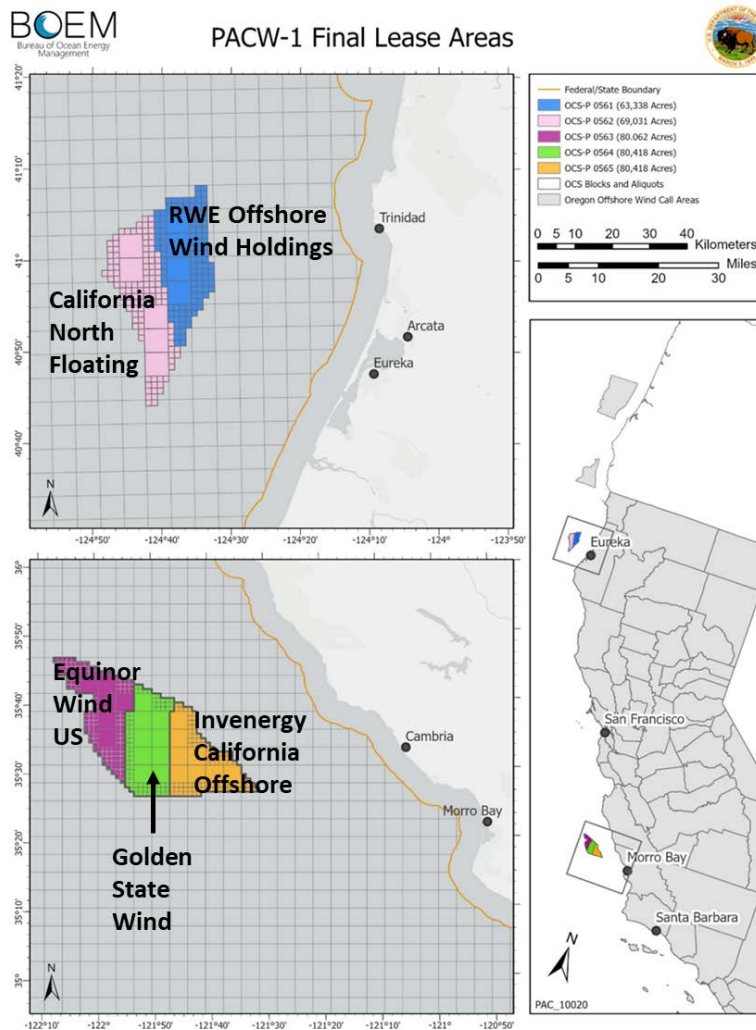 BOEM
Bureau of Ocean Energy
Management
PACW-1 Final Lease Areas
U.S. DEPARTMENT OF THE
MARCH 3, 1849
41°20'
41°10'
41°
40°50'
40°40'
RWE Offshore
Wind Holdings
California
North
Floating
Trinidad
Arcata
Eureka
N
-124°50'
-124°40'
-124°30'
-124°20'
-124°10'
-124°
-123°50'
Federal/State Boundary
OCS-P 0561 (63,338 Acres)
OCS-P 0562 (69,031 Acres)
OCS-P 0563 (80.062 Acres)
OCS-P 0564 (80,418 Acres)
OCS-P 0565 (80,418 Acres)
OCS Blocks and Aliquots
Oregon Offshore Wind Call Areas
0 5 10 20 30 40
Kilometers
Miles
0 5 10 20 30
36°
35°50'
35°40'
35°30'
35°20'
35°10'
35°
Equinor
Wind
US
Invenergy
California
Offshore
Golden
State
Wind
Cambria
Morro Bay
N
-122°10'
-122°
-121°50'
-121°40'
-121°30'
-121°20'
-121°10'
-121°
-120°50'
Eureka
San Francisco
Morro Bay
Santa Barbara
N
PAC_10020